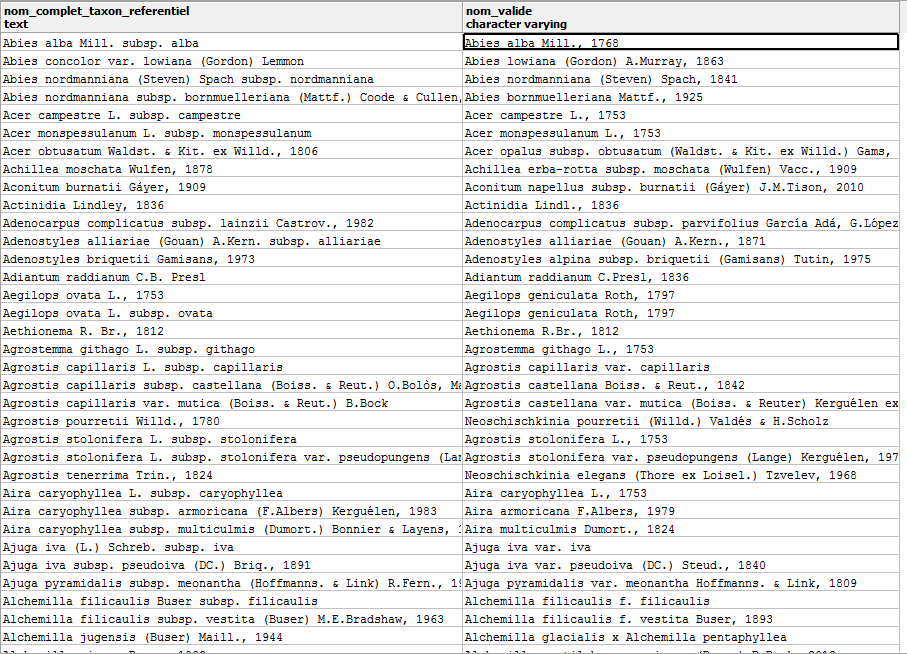 nom_complet_taxon_referentiel nom_valide
text character varying
Abies alba Mill. subsp. alba Abies alba Mill., 1768
Abies concolor var. lowiana (Gordon) Lemmon Abies lowiana (Gordon) A.Murray, 1863
Abies nordmanniana (Steven) Spach subsp. nordmanniana Abies nordmanniana (Steven) Spach, 1841
Abies nordmanniana subsp. bornmuelleriana (Mattf.) Coode & Cullen, Abies bornmuelleriana Mattf., 1925
Acer campestre L. subsp. campestre Acer campestre L., 1753
Acer monspessulanum L. subsp. monspessulanum Acer monspessulanum L., 1753
Acer obtusatum Waldst. & Kit. ex Willd., 1806 Acer opalus subsp. obtusatum (Waldst. & Kit. ex Willd.) Gams,
Achillea moschata Wulfen, 1878 Achillea erba-rotta subsp. moschata (Wulfen) Vacc., 1909
Aconitum burnatii Gáyer, 1909 Aconitum napellus subsp. burnatii (Gáyer) J.M.Tison, 2010
Actinidia Lindley, 1836 Actinidia Lindl., 1836
Adenocarpus complicatus subsp. lainzii Castrov., 1982 Adenocarpus complicatus subsp. parvifolius García Adá, G.López
Adenostyles alliariae (Gouan) A.Kern. subsp. alliariae Adenostyles alliariae (Gouan) A.Kern., 1871
Adenostyles briquetii Gamisans, 1973 Adenostyles alpina subsp. briquetii (Gamisans) Tutin, 1975
Adiantum raddianum C.B. Presl Adiantum raddianum C.Presl, 1836
Aegilops ovata L., 1753 Aegilops geniculata Roth, 1797
Aegilops ovata L. subsp. ovata Aegilops geniculata Roth, 1797
Aethionema R. Br., 1812 Aethionema R.Br., 1812
Agrostemma githago L. subsp. githago Agrostemma githago L., 1753
Agrostis capillaris L. subsp. capillaris Agrostis capillaris var. capillaris
Agrostis capillaris subsp. castellana (Boiss. & Reut.) O.Bolòs, Ma Agrostis castellana Boiss. & Reut., 1842
Agrostis capillaris var. mutica (Boiss. & Reut.) B.Bock Agrostis castellana var. mutica (Boiss. & Reuter) Kerguélen ex
Agrostis pourretii Willd., 1780 Neoschischkinia pourretii (Willd.) Valdés & H.Scholz
Agrostis stolonifera L. subsp. stolonifera Agrostis stolonifera L., 1753
Agrostis stolonifera L. subsp. stolonifera var. pseudopungens (Lan Agrostis stolonifera var. pseudopungens (Lange) Kerguélen, 197
Agrostis tenerrima Trin., 1824 Neoschischkinia elegans (Thore ex Loisel.) Tzvelev, 1968
Aira caryophyllea L. subsp. caryophyllea Aira caryophyllea L., 1753
Aira caryophyllea subsp. armoricana (F.Albers) Kerguélen, 1983 Aira armoricana F.Albers, 1979
Aira caryophyllea subsp. multiculmis (Dumort.) Bonnier & Layens, Aira multiculmis Dumort., 1824
Ajuga iva (L.) Schreb. subsp. iva Ajuga iva var. iva
Ajuga iva subsp. pseudoiva (DC.) Briq., 1891 Ajuga iva var. pseudoiva (DC.) Steud., 1840
Ajuga pyramidalis subsp. meonantha (Hoffmanns. & Link) R.Fern., Ajuga pyramidalis var. meonantha Hoffmanns. & Link, 1809
Alchemilla filicaulis Buser subsp. filicaulis Alchemilla filicaulis f. filicaulis
Alchemilla filicaulis subsp. vestita (Buser) M.E.Bradshaw, 1963 Alchemilla filicaulis f. vestita Buser, 1893
Alchemilla jugensis (Buser) Maill., 1944 Alchemilla glacialis x Alchemilla pentaphyllea